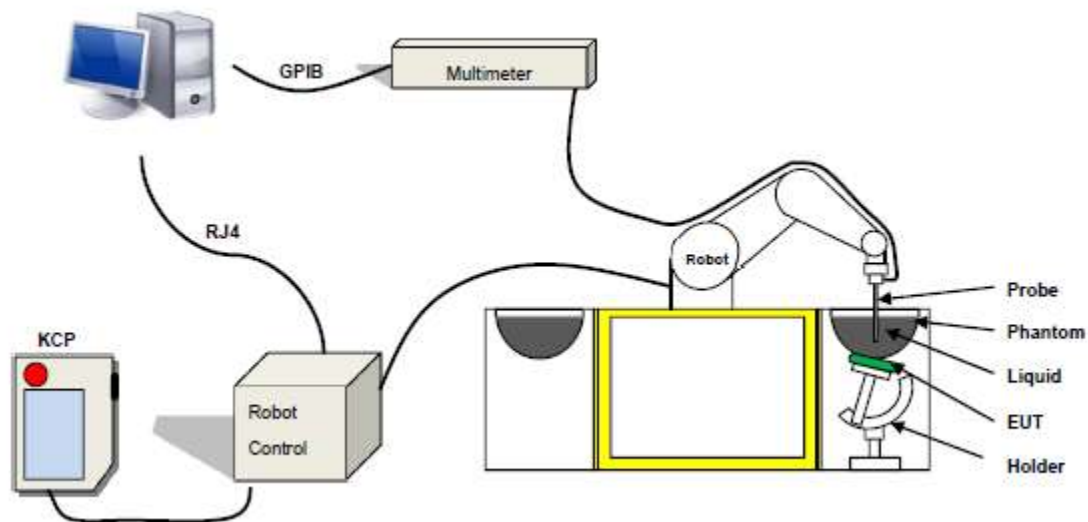 GPIB
Multimeter
RJ4
Robot
KCP
Robot
Control
Probe
Phantom
Liquid
EUT
Holder